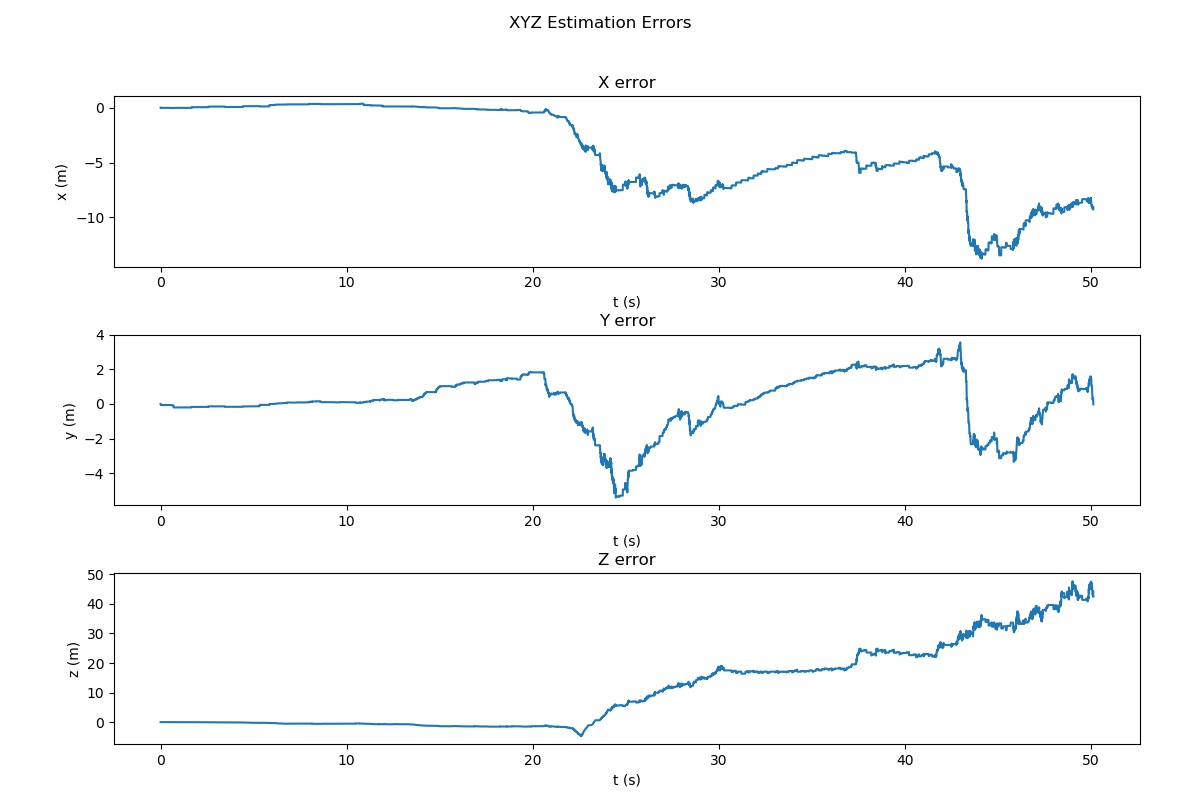 XYZ Estimation Errors
X error
0
−5
−10
x (m)
0 10 20 30 40 50
t (s)
Y error
4
2
0
−2
−4
y (m)
0 10 20 30 40 50
t (s)
Z error
50
40
30
20
10
0
z (m)
0 10 20 30 40 50
t (s)